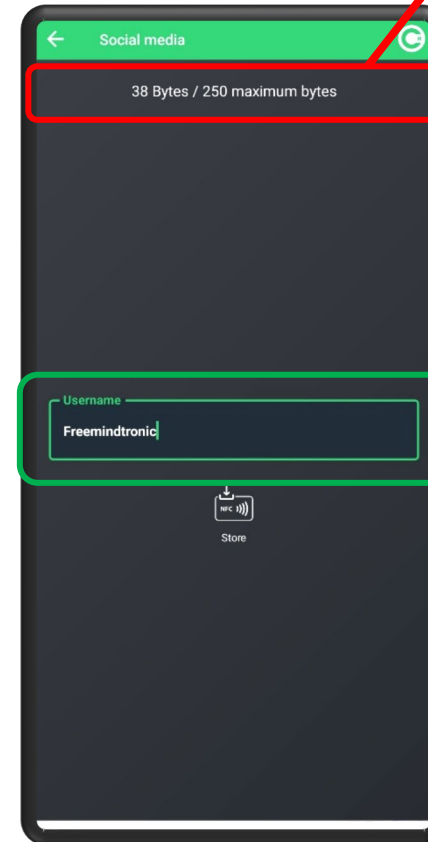 Social media
38 Bytes / 250 maximum bytes
Username
Freemindtronic
NFC
Store